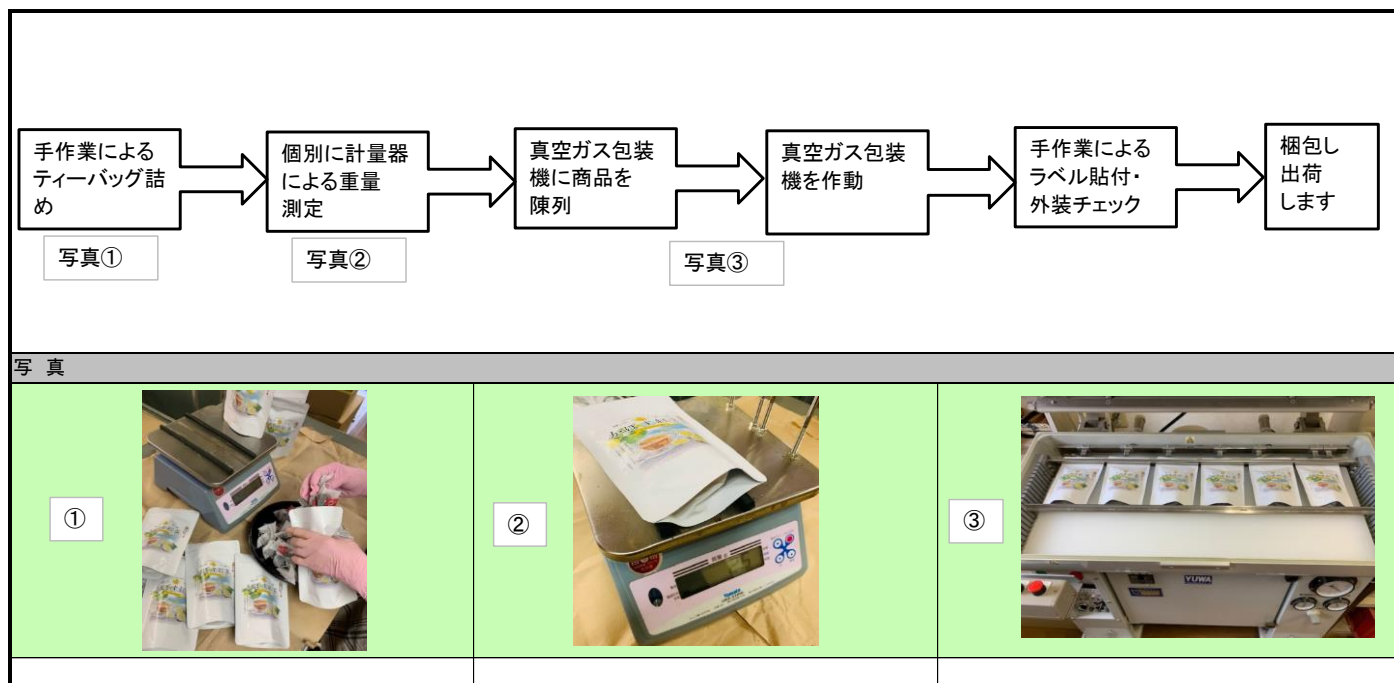 手作業による
ティーバッグ詰
め
個別に計量器
による重量
測定
真空ガス包装
機に商品を
陳列
真空ガス包装
機を作動
手作業による
ラベル貼付・
外装チェック
梱包し
出荷
します
写真①
写真②
写真③
写 真
①
②
③
YUWA